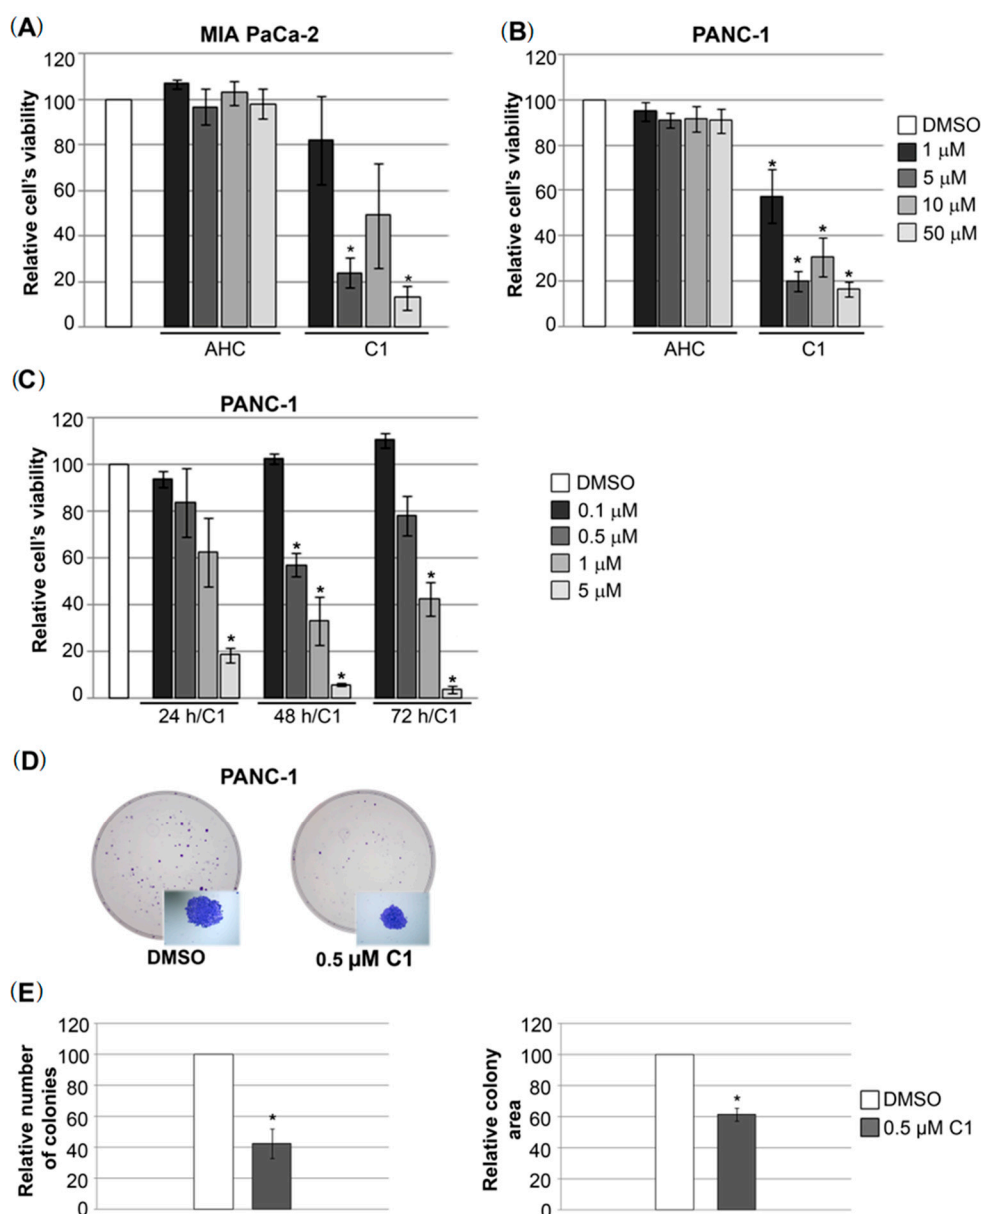 (A)
MIA PaCa-2
Relative cell's viability
120
100
80
60
40
20
0
*
*
AHC
C1
(B)
PANC-1
Relative cell's viability
120
100
80
60
40
20
0
*
*
*
*
AHC
C1
DMSO
1 μM
5 μM
10 μM
50 μM
(C)
PANC-1
Relative cell's viability
120
100
80
60
40
20
0
*
*
*
*
*
*
24 h/C1
48 h/C1
72 h/C1
DMSO
0.1 μM
0.5 μM
1 μM
5 μM
(D)
PANC-1
DMSO
0.5 μM C1
(E)
Relative number
of colonies
120
100
80
60
40
20
0
*
Relative colony
area
120
100
80
60
40
20
0
*
DMSO
0.5 μM C1